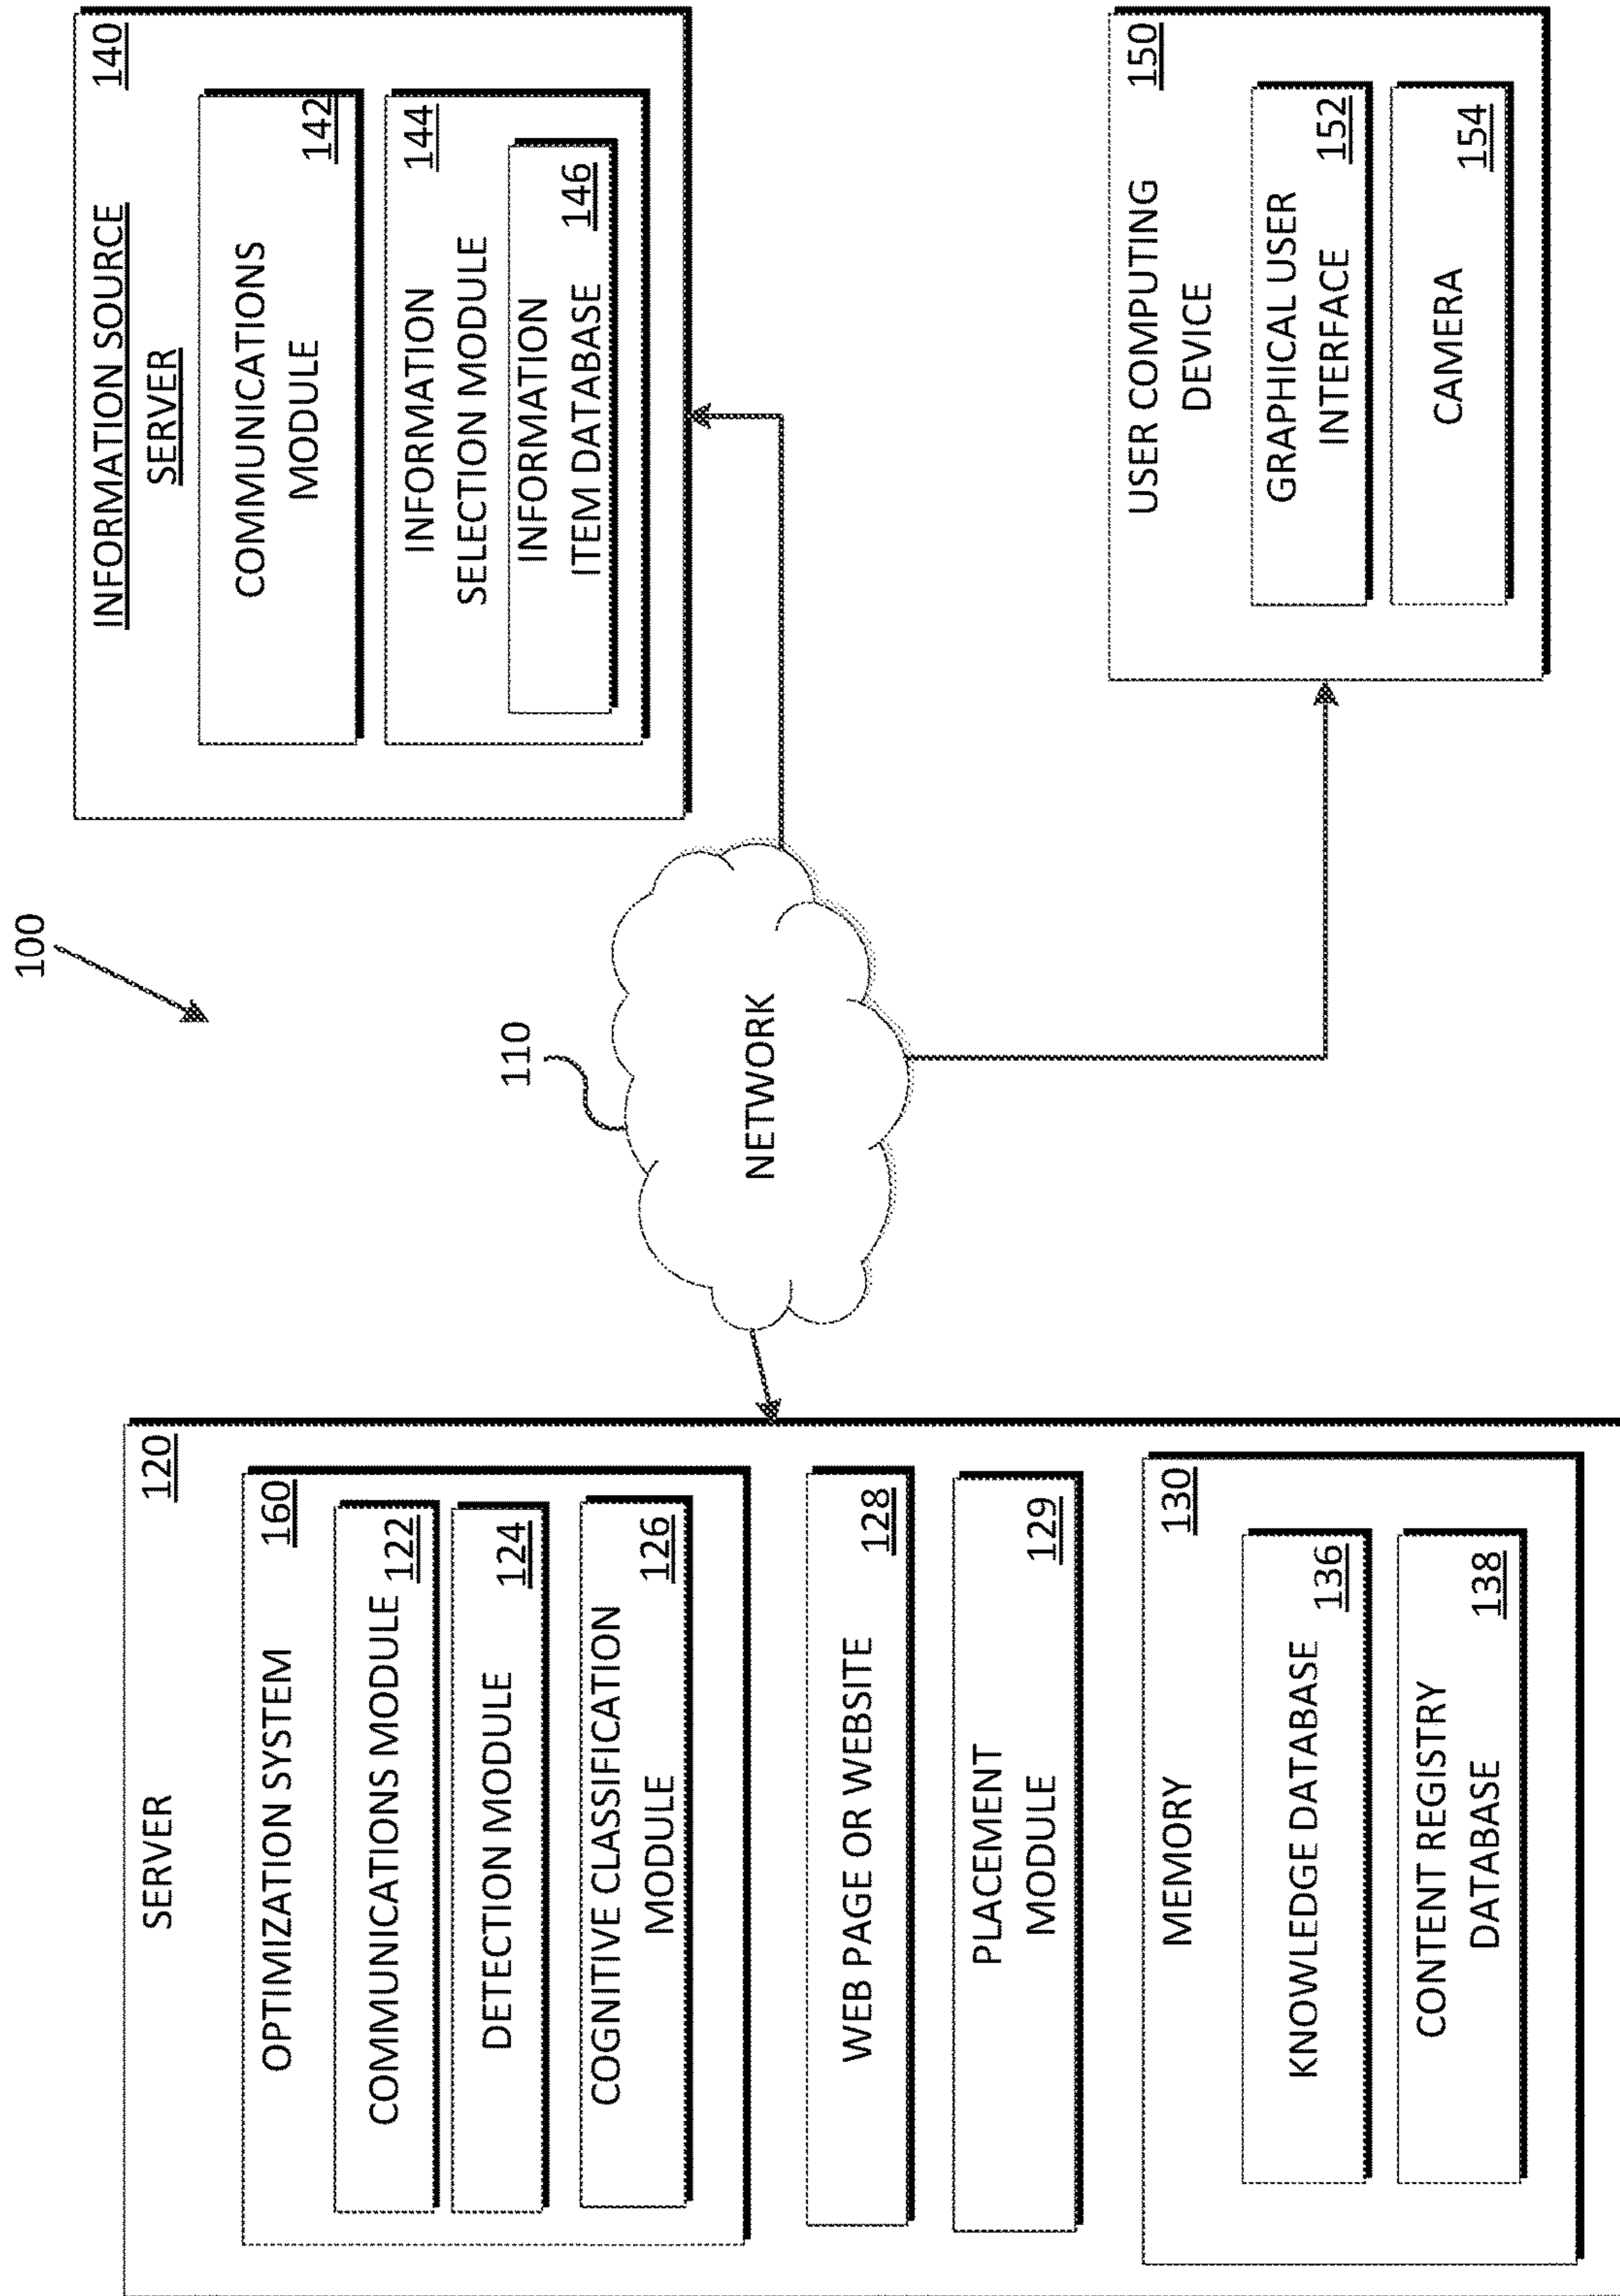 100
SERVER 120
OPTIMIZATION SYSTEM 160
COMMUNICATIONS MODULE 122
DETECTION MODULE 124
COGNITIVE CLASSIFICATION
MODULE 126
WEB PAGE OR WEBSITE 128
PLACEMENT
MODULE 129
MEMORY 130
KNOWLEDGE DATABASE 136
CONTENT REGISTRY
DATABASE 138
110
NETWORK
INFORMATION SOURCE 140
SERVER
COMMUNICATIONS
MODULE 142
INFORMATION 144
SELECTION MODULE
INFORMATION
ITEM DATABASE 146
USER COMPUTING 150
DEVICE
GRAPHICAL USER
INTERFACE 152
CAMERA 154